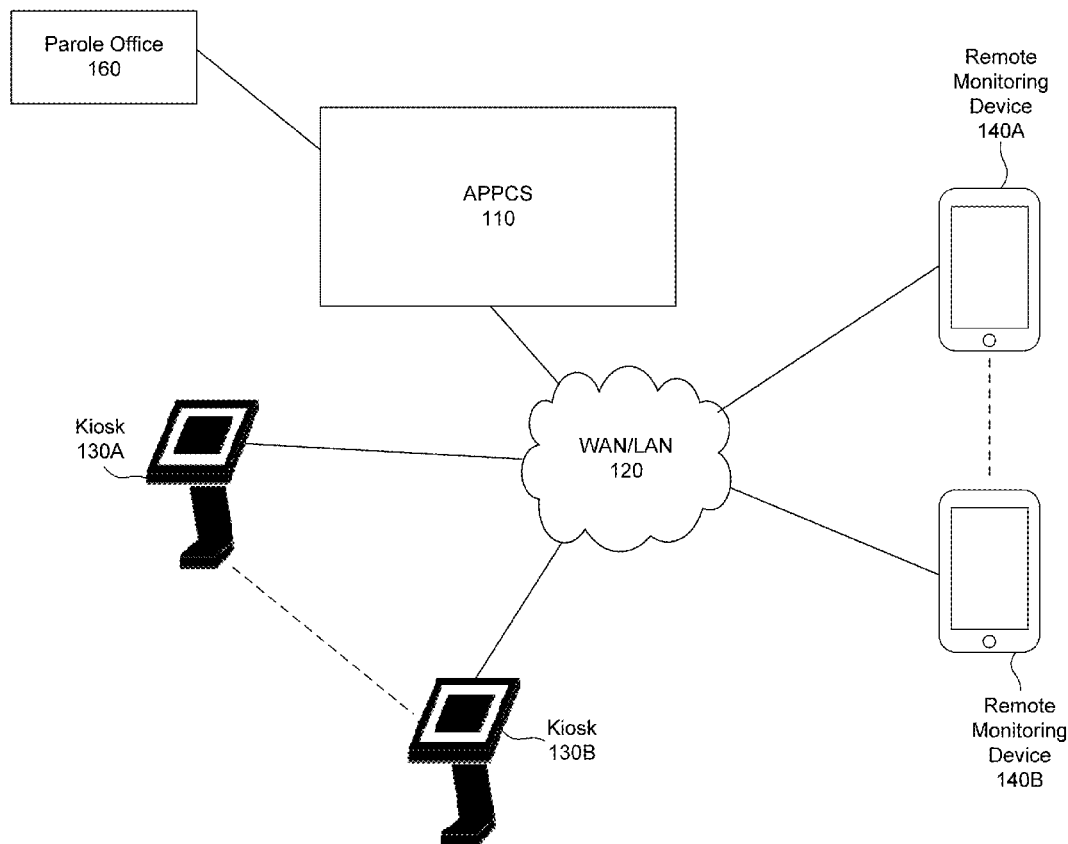 Parole Office
160
Remote
Monitoring
Device
140A
APPCS
110
Kiosk
130A
WAN/LAN
120
Kiosk
130B
Remote
Monitoring
Device
140B